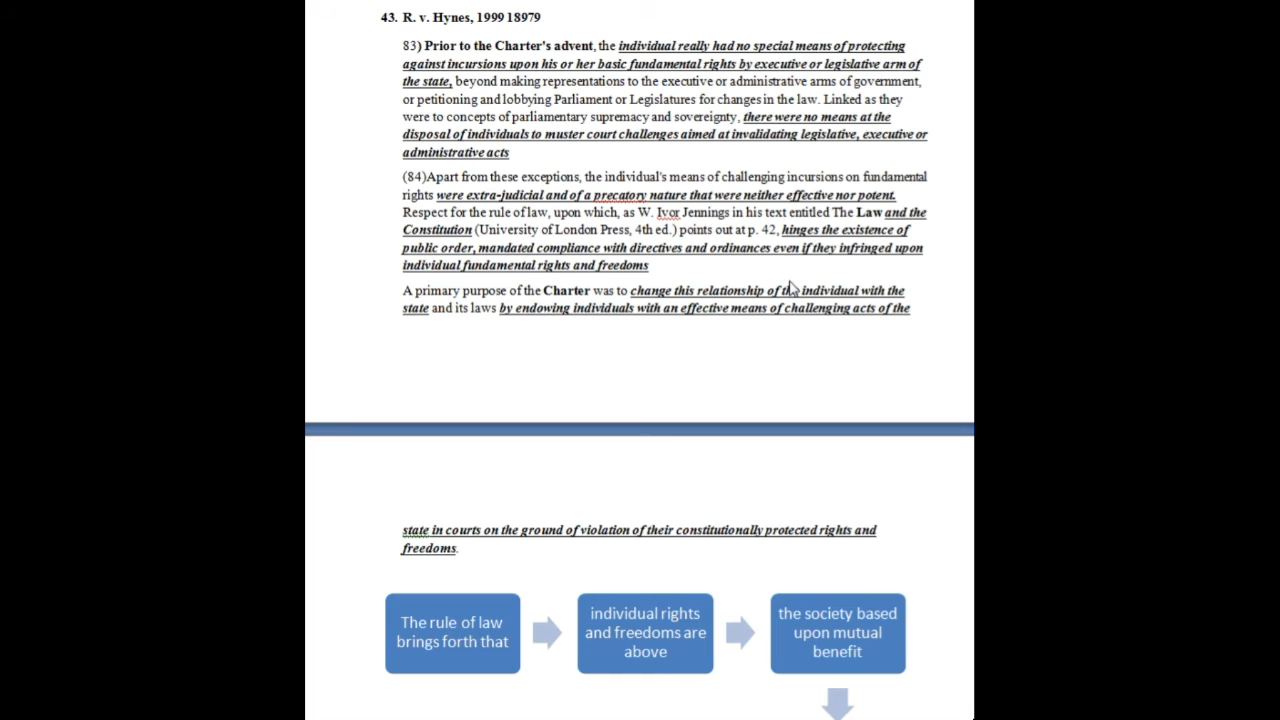 43. R. v. Hynes, 1999 18979
83) Prior to the Charter's advent, the individual really had no special means of protecting
against incursions upon his or her basic fundamental rights by executive or legislative arm of
the state, beyond making representations to the executive or administrative arms of government,
or petitioning and lobbying Parliament or Legislatures for changes in the law. Linked as they
were to concepts of parliamentary supremacy and sovereignty, there were no means at the
disposal of individuals to muster court challenges aimed at invalidating legislative, executive or
administrative acts
(84)Apart from these exceptions, the individual's means of challenging incursions on fundamental
rights were extra-judicial and of a precatory nature that were neither effective nor potent.
Respect for the rule of law, upon which, as W. Ivor Jennings in his text entitled The Law and the
Constitution (University of London Press, 4th ed.) points out at p. 42, hinges the existence of
public order, mandated compliance with directives and ordinances even if they infringed upon
individual fundamental rights and freedoms
A primary purpose of the Charter was to change this relationship of the individual with the
state and its laws by endowing individuals with an effective means of challenging acts of the
state in courts on the ground of violation of their constitutionally protected rights and
freedoms.
The rule of law
brings forth that
individual rights
and freedoms are
above
the society based
upon mutual
benefit